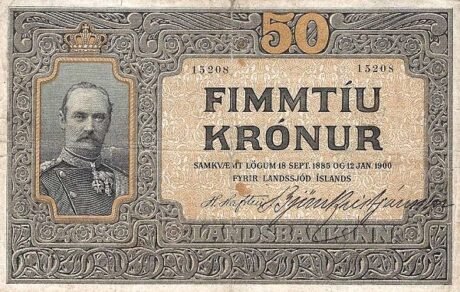 50
15208 15208
FIMMTÍU
KRÓNUR
SAMKVÆMT LÖGUM 18 SEPT. 1885 OG 12 JAN. 1900
FYRIR LANDSSJÓÐ ÍSLANDS
LANDSBANKINN